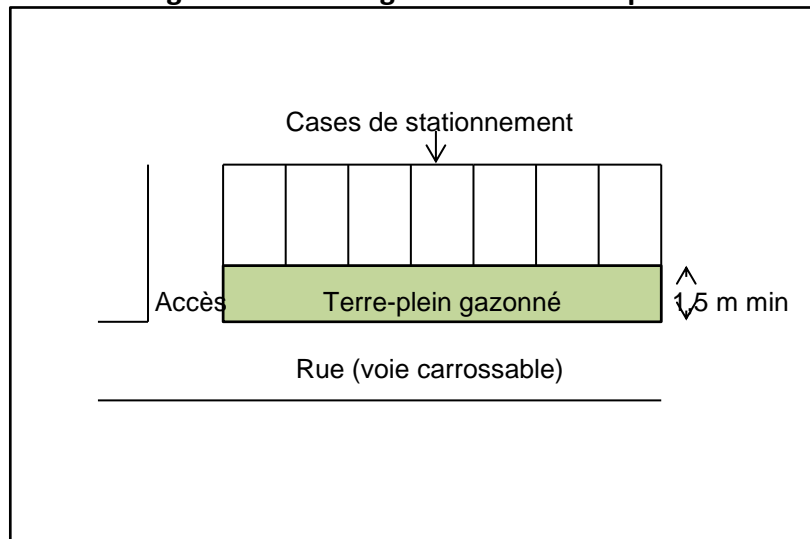 Cases de stationnement
Accès
Terre-plein gazonné
1,5 m min
Rue (voie carrossable)